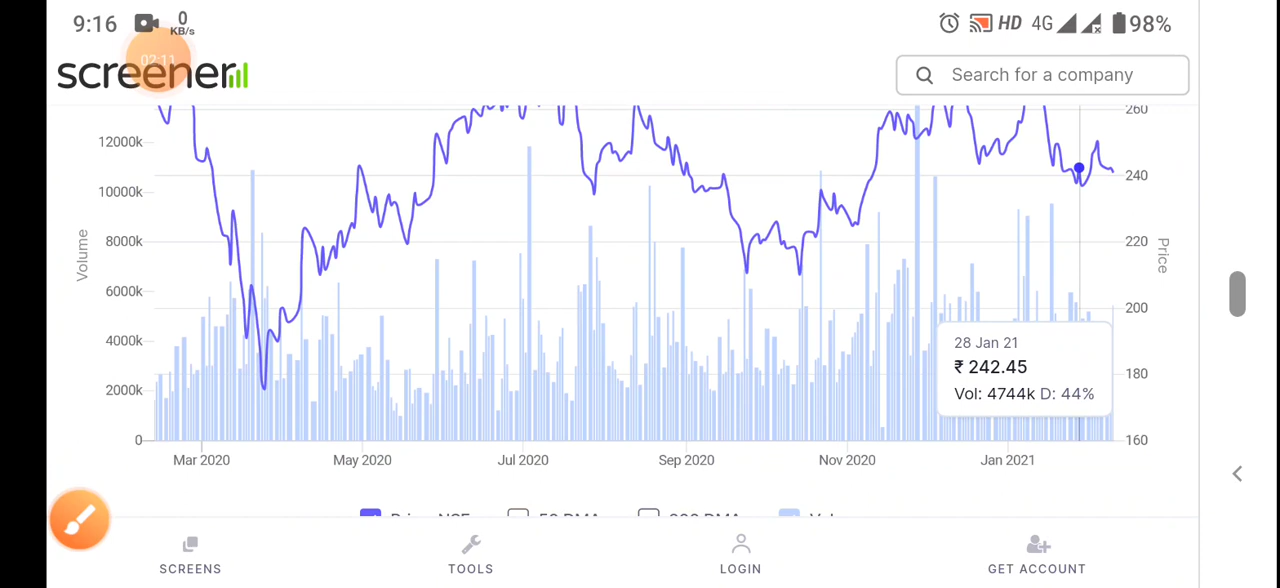 9:16 0 KB/s HD 4G 98%
02:11
screener
Search for a company
260
12000k
10000k
240
8000k
220
Volume
Price
6000k
200
4000k
180
2000k
0
160
28 Jan 21
₹ 242.45
Vol: 4744k D: 44%
Mar 2020 May 2020 Jul 2020 Sep 2020 Nov 2020 Jan 2021
SCREENS TOOLS LOGIN GET ACCOUNT